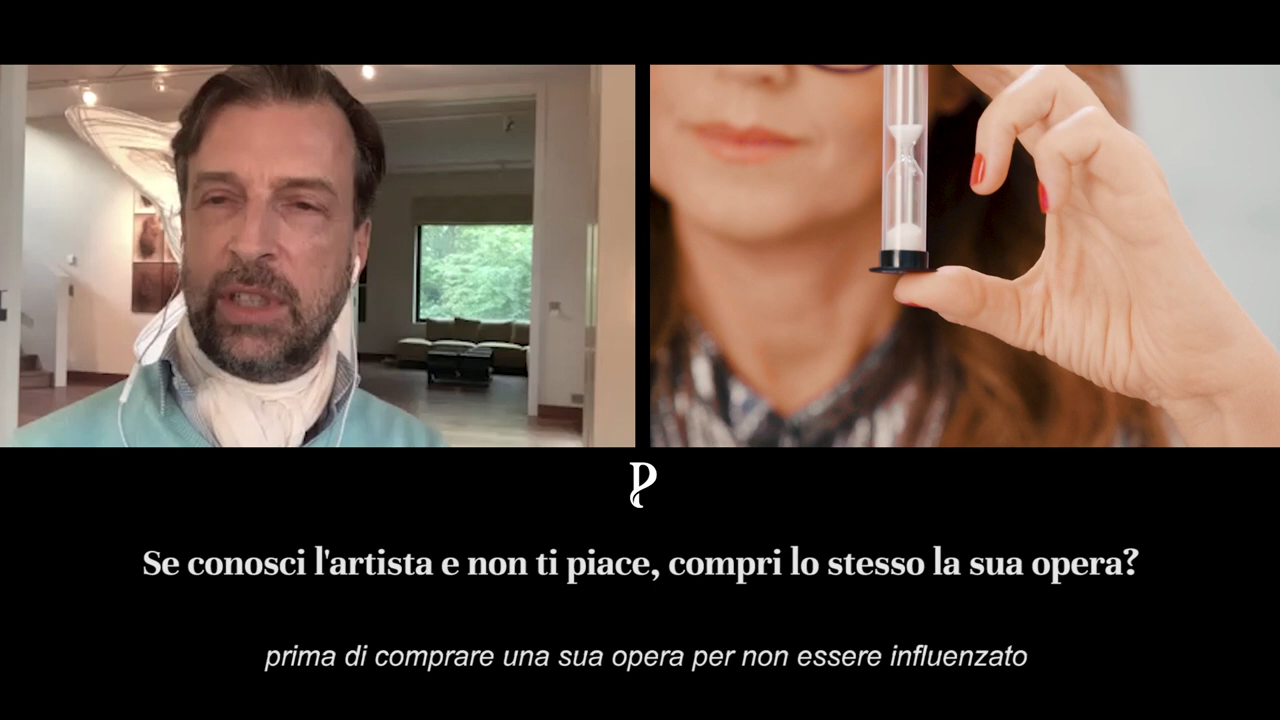 P
Se conosci l'artista e non ti piace, compri lo stesso la sua opera?
prima di comprare una sua opera per non essere influenzato